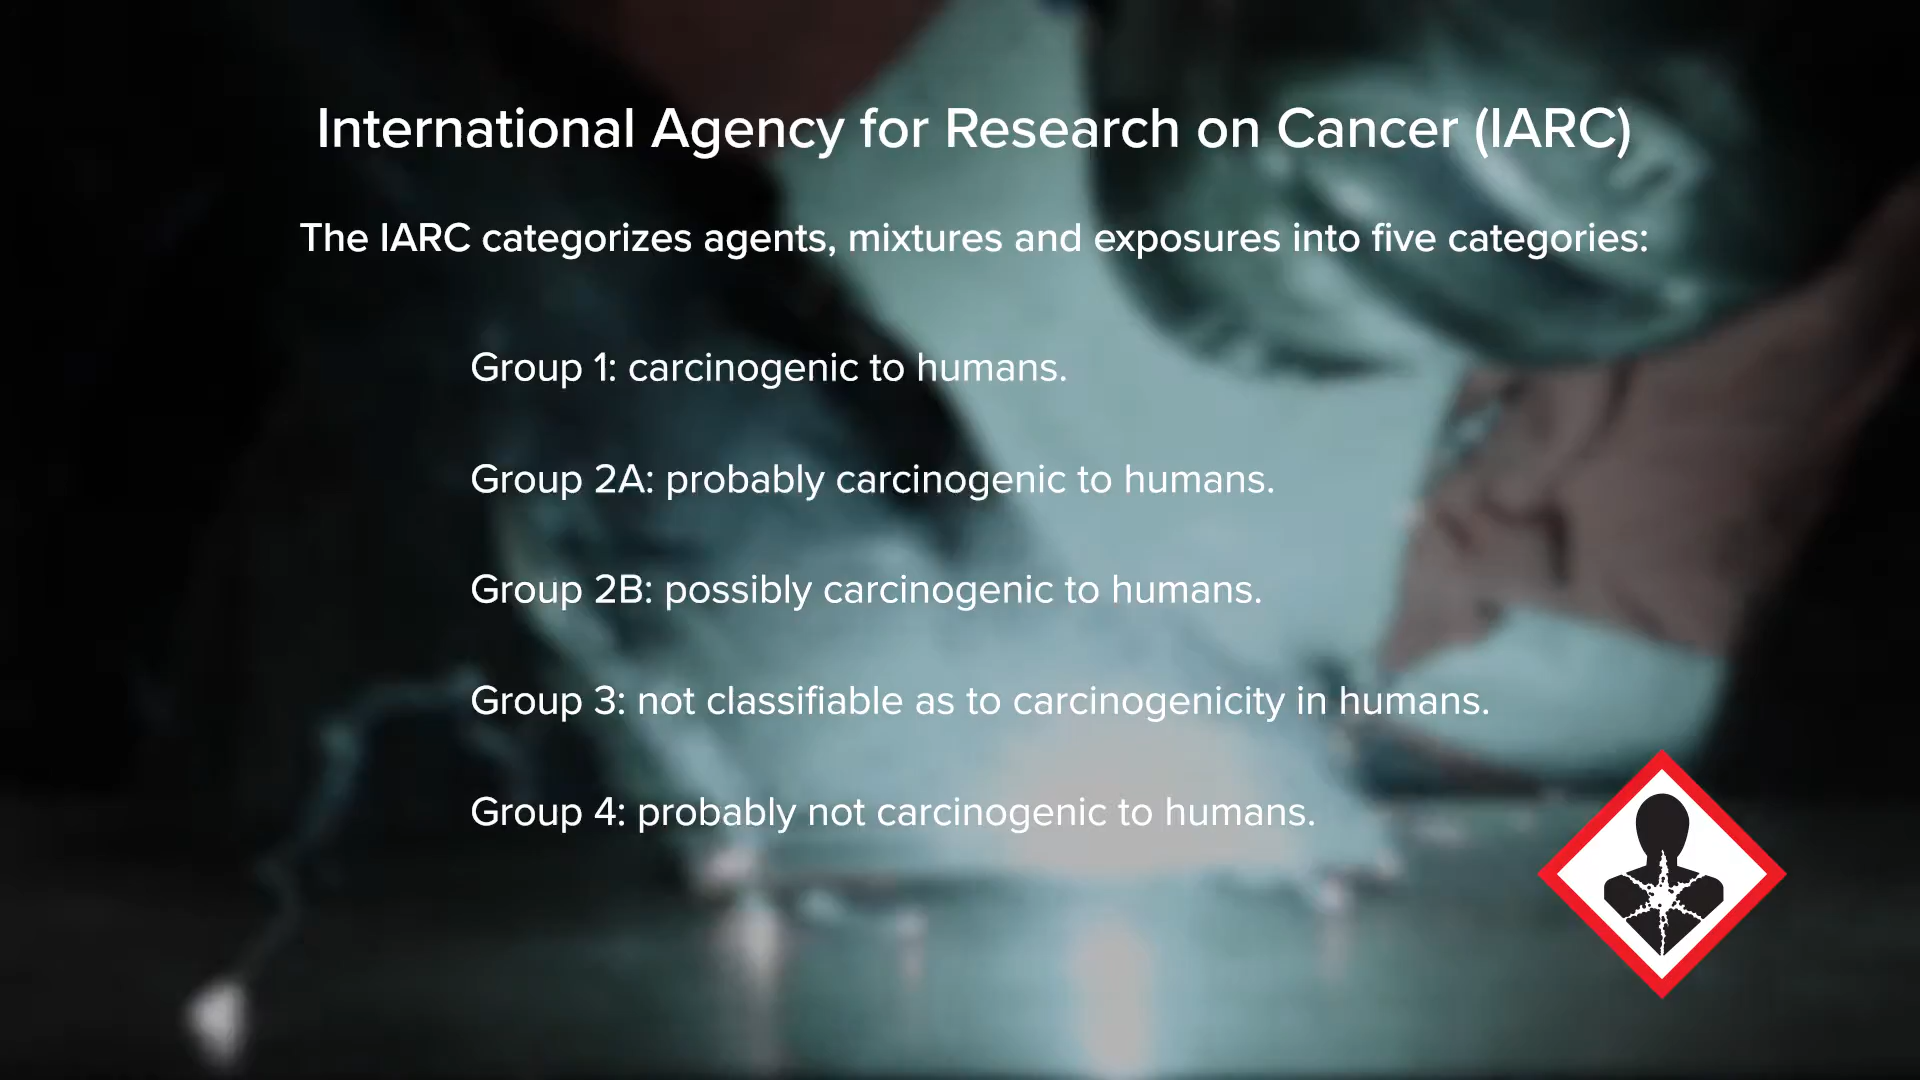 International Agency for Research on Cancer (IARC)
The IARC categorizes agents, mixtures and exposures into five categories:
Group 1: carcinogenic to humans.
Group 2A: probably carcinogenic to humans.
Group 2B: possibly carcinogenic to humans.
Group 3: not classifiable as to carcinogenicity in humans.
Group 4: probably not carcinogenic to humans.